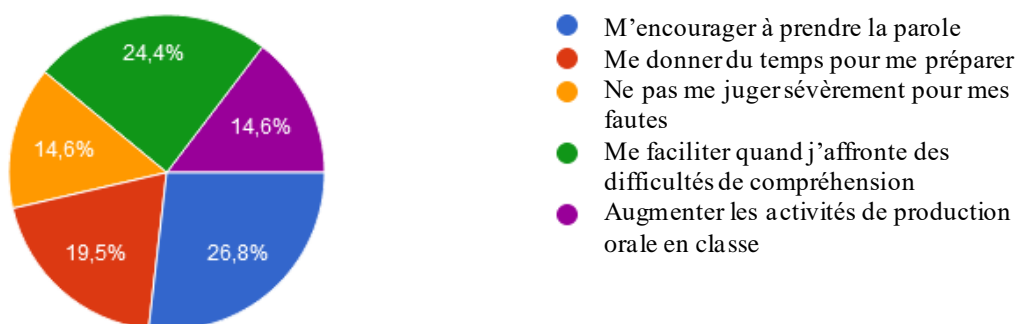 24,4%
14,6%
14,6%
19,5%
26,8%
M'encourager à prendre la parole
Me donner du temps pour me préparer
Ne pas me juger sévèrement pour mes
fautes
Me faciliter quand j'affronte des
difficultés de compréhension
Augmenter les activités de production
orale en classe